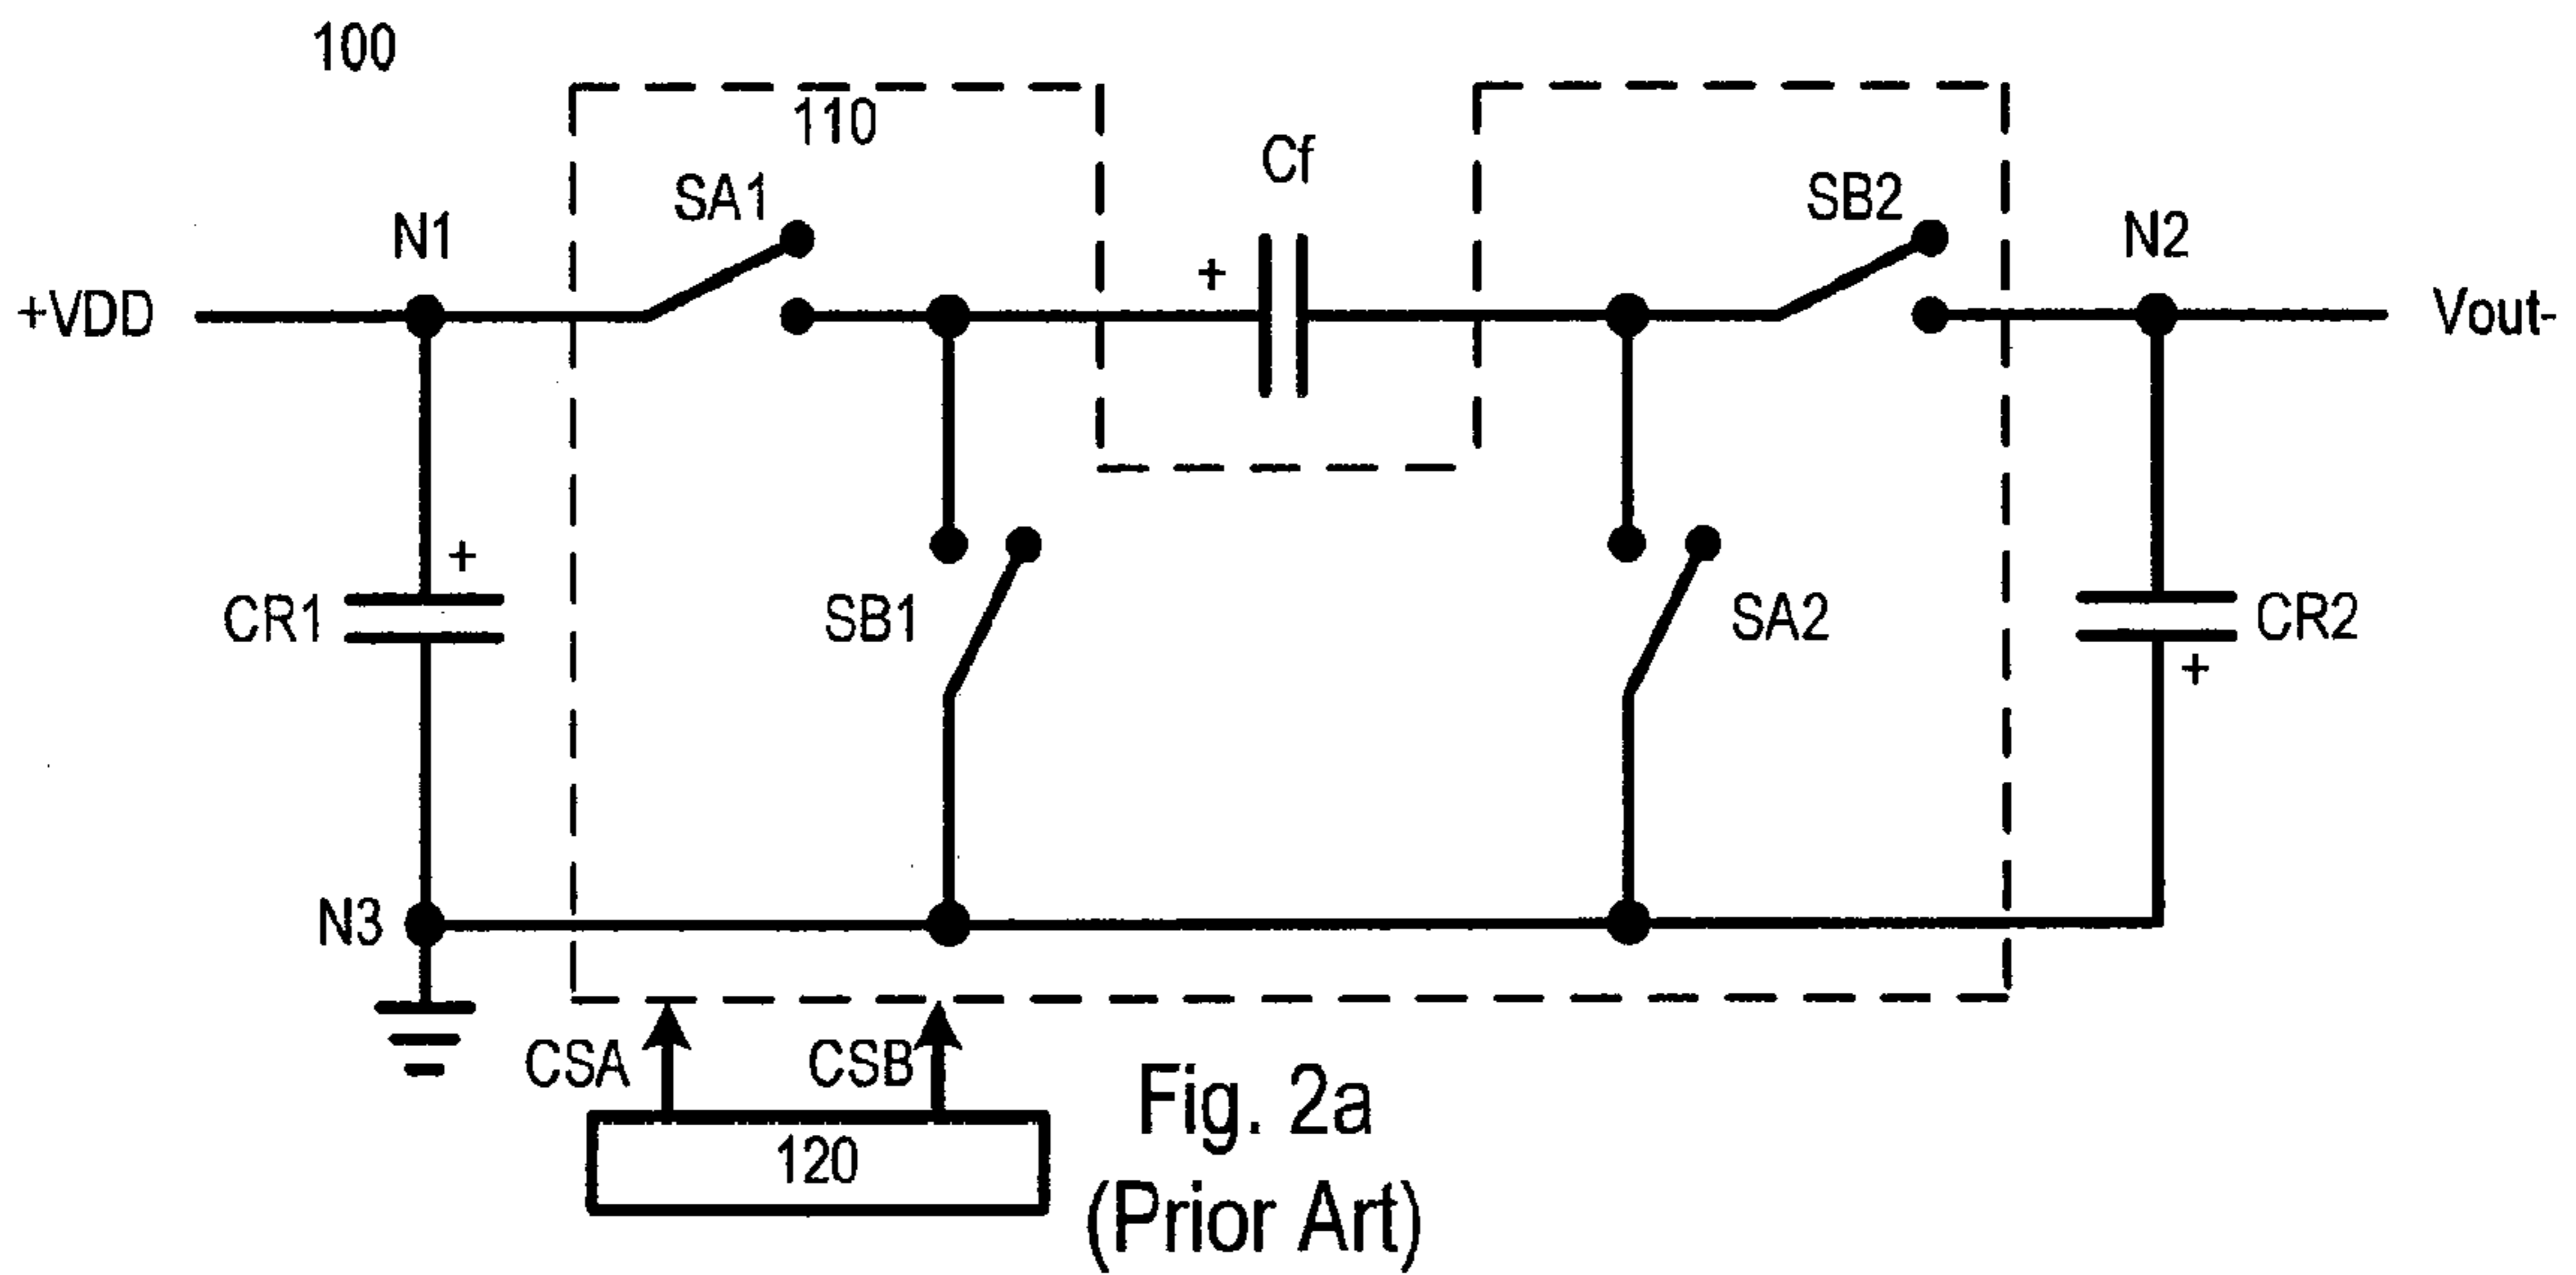 100
110
Cf
SA1
SB2
N1
N2
+
+VDD
Vout-
+
CR1
SB1
SA2
CR2
+
N3
CSA
CSB
Fig. 2a
120
(Prior Art)